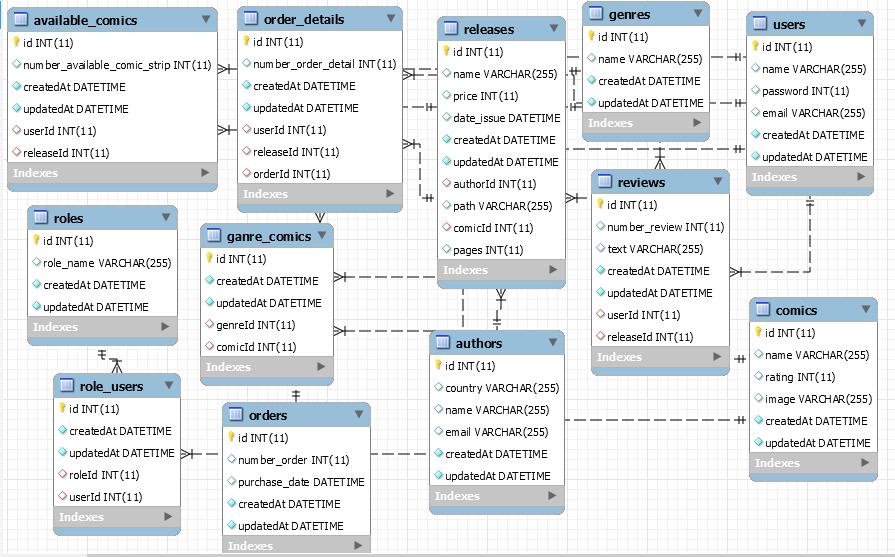 available_comics
id INT(11)
number_available_comic_strip INT(11)
createdAt DATETIME
updatedAt DATETIME
userId INT(11)
releaseId INT(11)
Indexes
order_details
id INT(11)
number_order_detail INT(11)
createdAt DATETIME
updatedAt DATETIME
userId INT(11)
releaseId INT(11)
orderId INT(11)
Indexes
releases
id INT(11)
name VARCHAR(255)
price INT(11)
date_issue DATETIME
createdAt DATETIME
updatedAt DATETIME
authorId INT(11)
path VARCHAR(255)
comicId INT(11)
pages INT(11)
Indexes
genres
id INT(11)
name VARCHAR(255)
createdAt DATETIME
updatedAt DATETIME
Indexes
users
id INT(11)
name VARCHAR(255)
password INT(11)
email VARCHAR(255)
createdAt DATETIME
updatedAt DATETIME
Indexes
roles
id INT(11)
role_name VARCHAR(255)
createdAt DATETIME
updatedAt DATETIME
Indexes
ganre_comics
id INT(11)
createdAt DATETIME
updatedAt DATETIME
genreId INT(11)
comicId INT(11)
Indexes
reviews
id INT(11)
number_review INT(11)
text VARCHAR(255)
createdAt DATETIME
updatedAt DATETIME
userId INT(11)
releaseId INT(11)
Indexes
comics
id INT(11)
name VARCHAR(255)
rating INT(11)
image VARCHAR(255)
createdAt DATETIME
updatedAt DATETIME
Indexes
role_users
id INT(11)
createdAt DATETIME
updatedAt DATETIME
roleId INT(11)
userId INT(11)
Indexes
orders
id INT(11)
number_order INT(11)
purchase_date DATETIME
createdAt DATETIME
updatedAt DATETIME
Indexes
authors
id INT(11)
country VARCHAR(255)
name VARCHAR(255)
email VARCHAR(255)
createdAt DATETIME
updatedAt DATETIME
Indexes